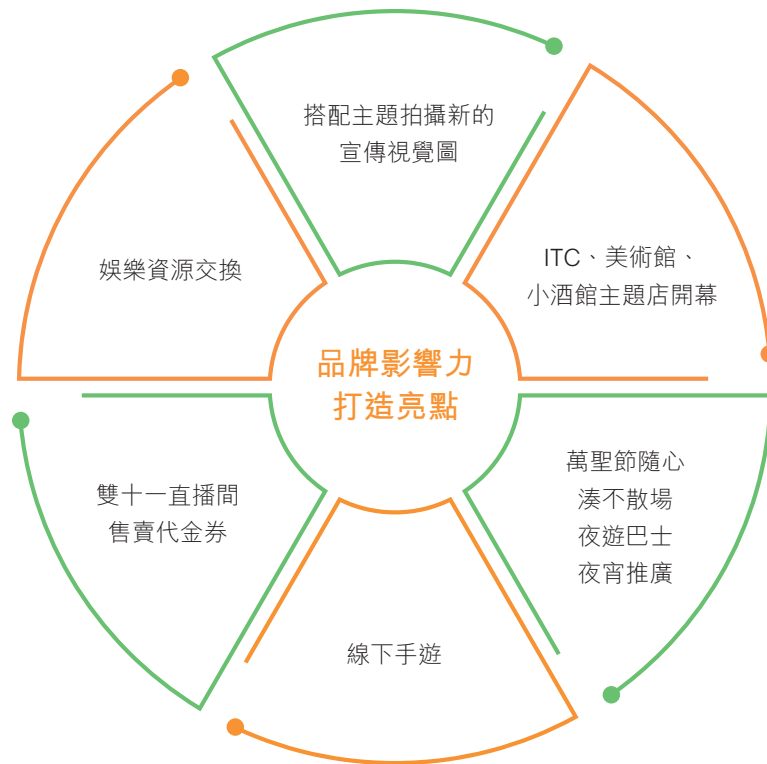 搭配主題拍攝新的
宣傳視覺圖
ITC、美術館、
小酒館主題店開幕
萬聖節隨心
湊不散場
夜遊巴士
夜宵推廣
線下手遊
雙十一直播間
售賣代金券
娛樂資源交換
品牌影響力
打造亮點